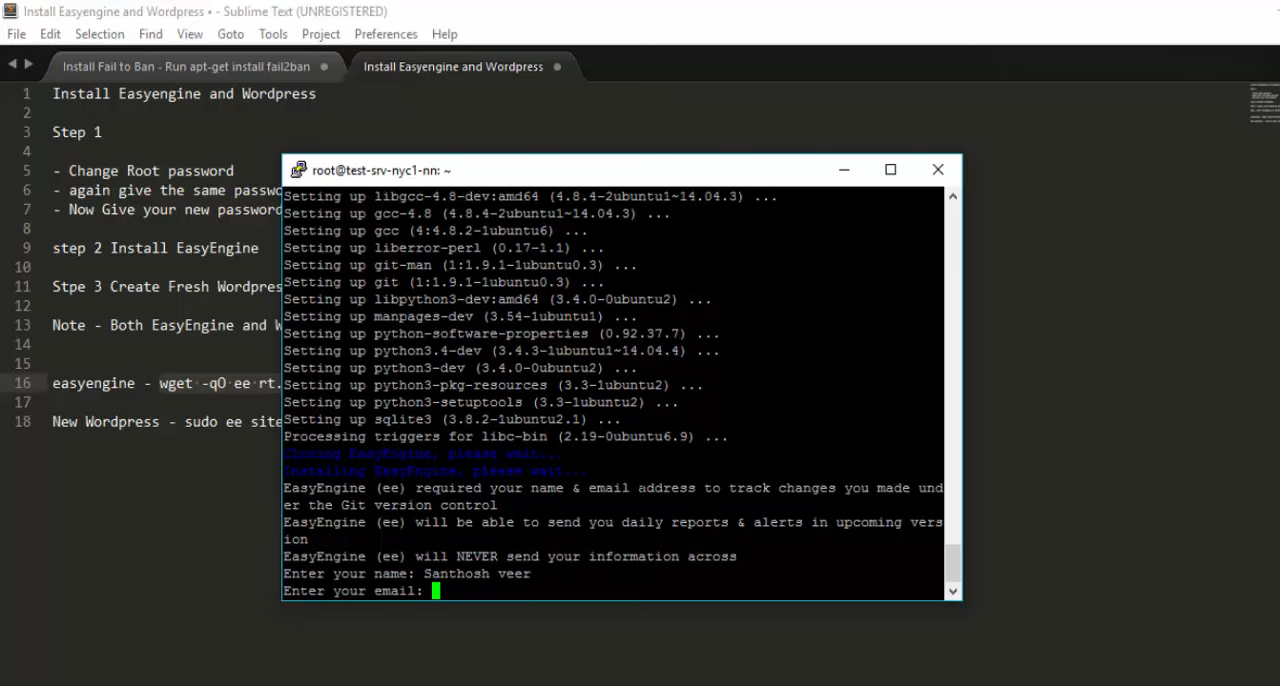 Install Easyengine and Wordpress • - Sublime Text (UNREGISTERED)
File Edit Selection Find View Goto Tools Project Preferences Help
Install Fail to Ban - Run apt-get install fail2ban
Install Easyengine and Wordpress
1 Install Easyengine and Wordpress
2
3 Step 1
4
5 - Change Root password
6 - again give the same passwo
7 - Now Give your new password
8
9 step 2 Install EasyEngine
10
11 Stpe 3 Create Fresh Wordpres
12
13 Note - Both EasyEngine and W
14
15
16 easyengine - wget -qO ee rt.
17
18 New Wordpress - sudo ee site
root@test-srv-nyc1-nn: ~
Setting up libgcc-4.8-dev:amd64 (4.8.4-2ubuntu1~14.04.3) ...
Setting up gcc-4.8 (4.8.4-2ubuntu1~14.04.3) ...
Setting up gcc (4:4.8.2-1ubuntu6) ...
Setting up liberror-perl (0.17-1.1) ...
Setting up git-man (1:1.9.1-1ubuntu0.3) ...
Setting up git (1:1.9.1-1ubuntu0.3) ...
Setting up libpython3-dev:amd64 (3.4.0-0ubuntu2) ...
Setting up manpages-dev (3.54-1ubuntu1) ...
Setting up python-software-properties (0.92.37.7) ...
Setting up python3.4-dev (3.4.3-1ubuntu1~14.04.4) ...
Setting up python3-dev (3.4.0-0ubuntu2) ...
Setting up python3-pkg-resources (3.3-1ubuntu2) ...
Setting up python3-setuptools (3.3-1ubuntu2) ...
Setting up sqlite3 (3.8.2-1ubuntu2.1) ...
Processing triggers for libc-bin (2.19-0ubuntu6.9) ...
Cloning EasyEngine, please wait...
Installing EasyEngine, please wait...
EasyEngine (ee) required your name & email address to track changes you made und
er the Git version control
EasyEngine (ee) will be able to send you daily reports & alerts in upcoming vers
ion
EasyEngine (ee) will NEVER send your information across
Enter your name: Santhosh veer
Enter your email: